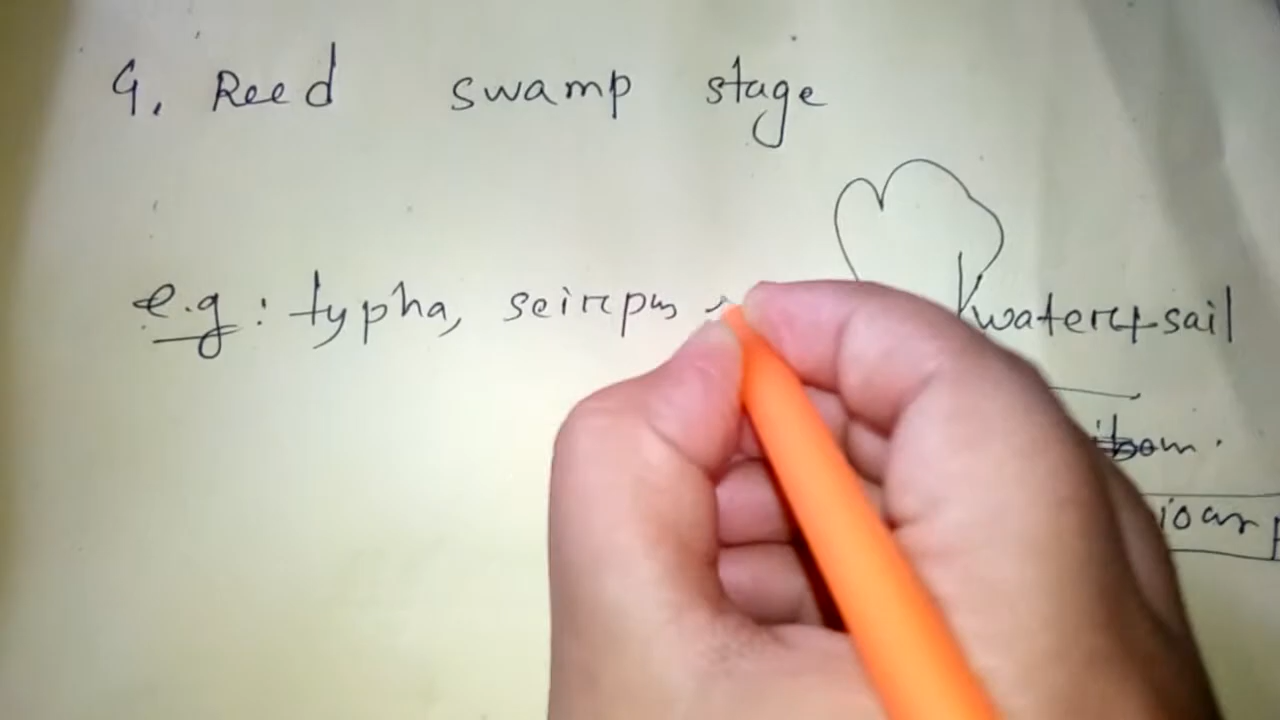 4. Reed swamp stage
e.g : typha, scirpus
water + soil